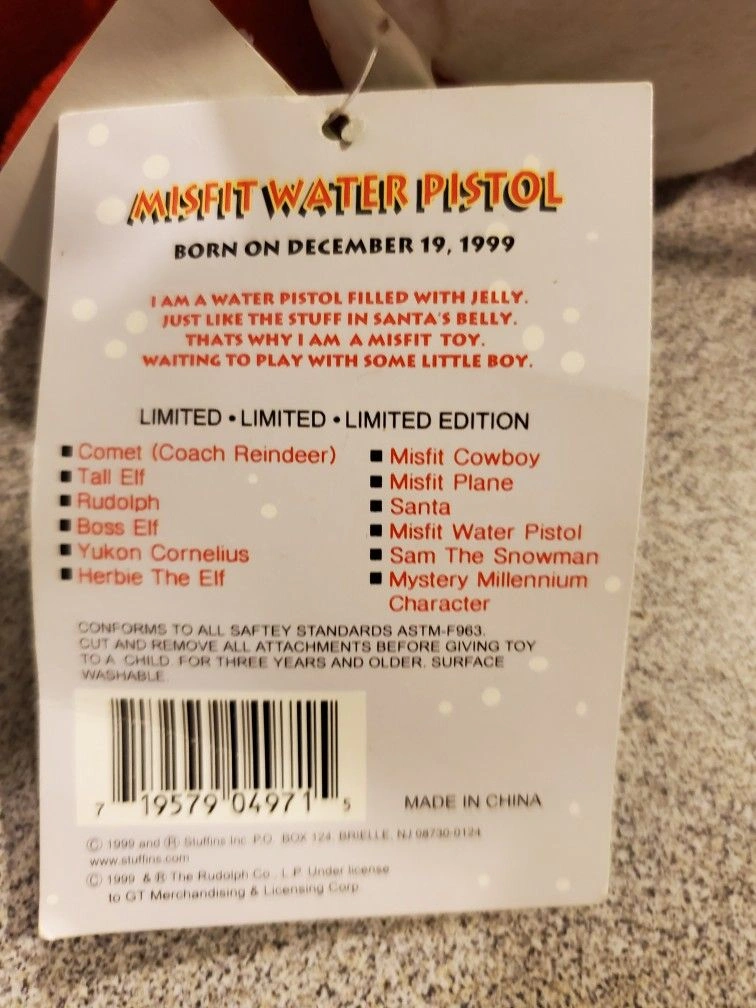 MISFIT WATER PISTOL
BORN ON DECEMBER 19, 1999
I AM A WATER PISTOL FILLED WITH JELLY.
JUST LIKE THE STUFF IN SANTA'S BELLY.
THATS WHY I AM A MISFIT TOY.
WAITING TO PLAY WITH SOME LITTLE BOY.
LIMITED • LIMITED • LIMITED EDITION
■ Comet (Coach Reindeer)
■ Tall Elf
■ Rudolph
■ Boss Elf
■ Yukon Cornelius
■ Herbie The Elf
■ Misfit Cowboy
■ Misfit Plane
■ Santa
■ Misfit Water Pistol
■ Sam The Snowman
■ Mystery Millennium
Character
CONFORMS TO ALL SAFTEY STANDARDS ASTM-F963.
CUT AND REMOVE ALL ATTACHMENTS BEFORE GIVING TOY
TO A CHILD. FOR THREE YEARS AND OLDER. SURFACE
WASHABLE.
7 19579 04971 5
MADE IN CHINA
© 1999 and ® Stuffins Inc. P.O. BOX 124 BRIELLE, NJ 08730-0124
www.stuffins.com
© 1999 & ® The Rudolph Co., L.P. Under license
to GT Merchandising & Licensing Corp.